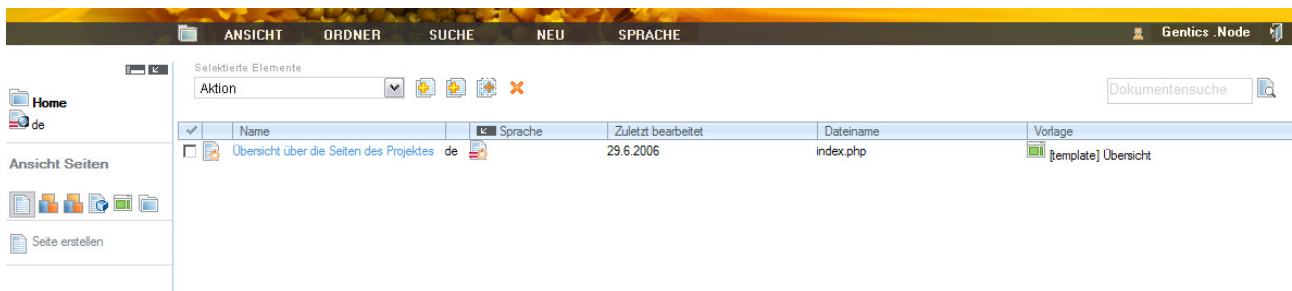 ANSICHT ORDNER SUCHE NEU SPRACHE Gentics .Node
Selektierte Elemente
Aktion
Dokumentensuche
Home
de
Name Sprache Zuletzt bearbeitet Dateiname Vorlage
Übersicht über die Seiten des Projektes de 29.6.2006 index.php [template] Übersicht
Ansicht Seiten
Seite erstellen